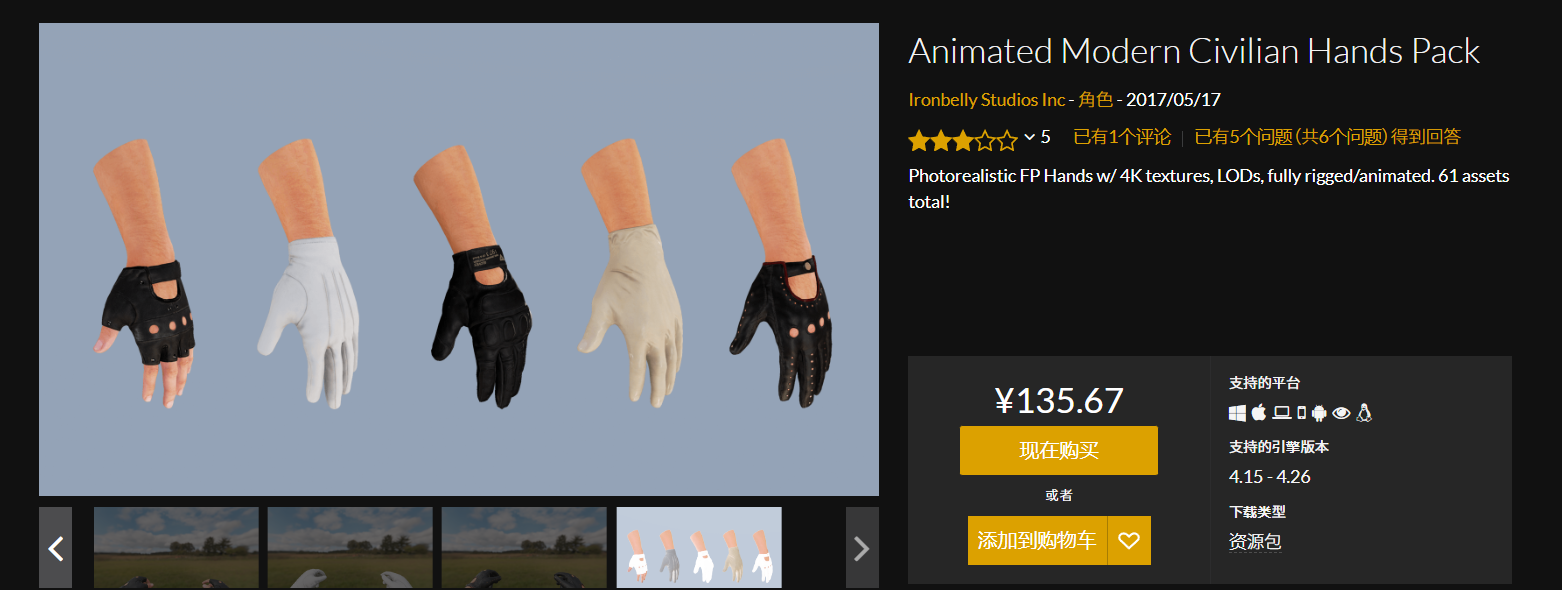 Animated Modern Civilian Hands Pack
Ironbelly Studios Inc - 角色 - 2017/05/17
5 已有1个评论 已有5个问题 (共6个问题) 得到回答
Photorealistic FP Hands w/ 4K textures, LODs, fully rigged/animated. 61 assets
total!
¥135.67
现在购买
或者
添加到购物车
支持的平台
支持的引擎版本
4.15 - 4.26
下载类型
资源包